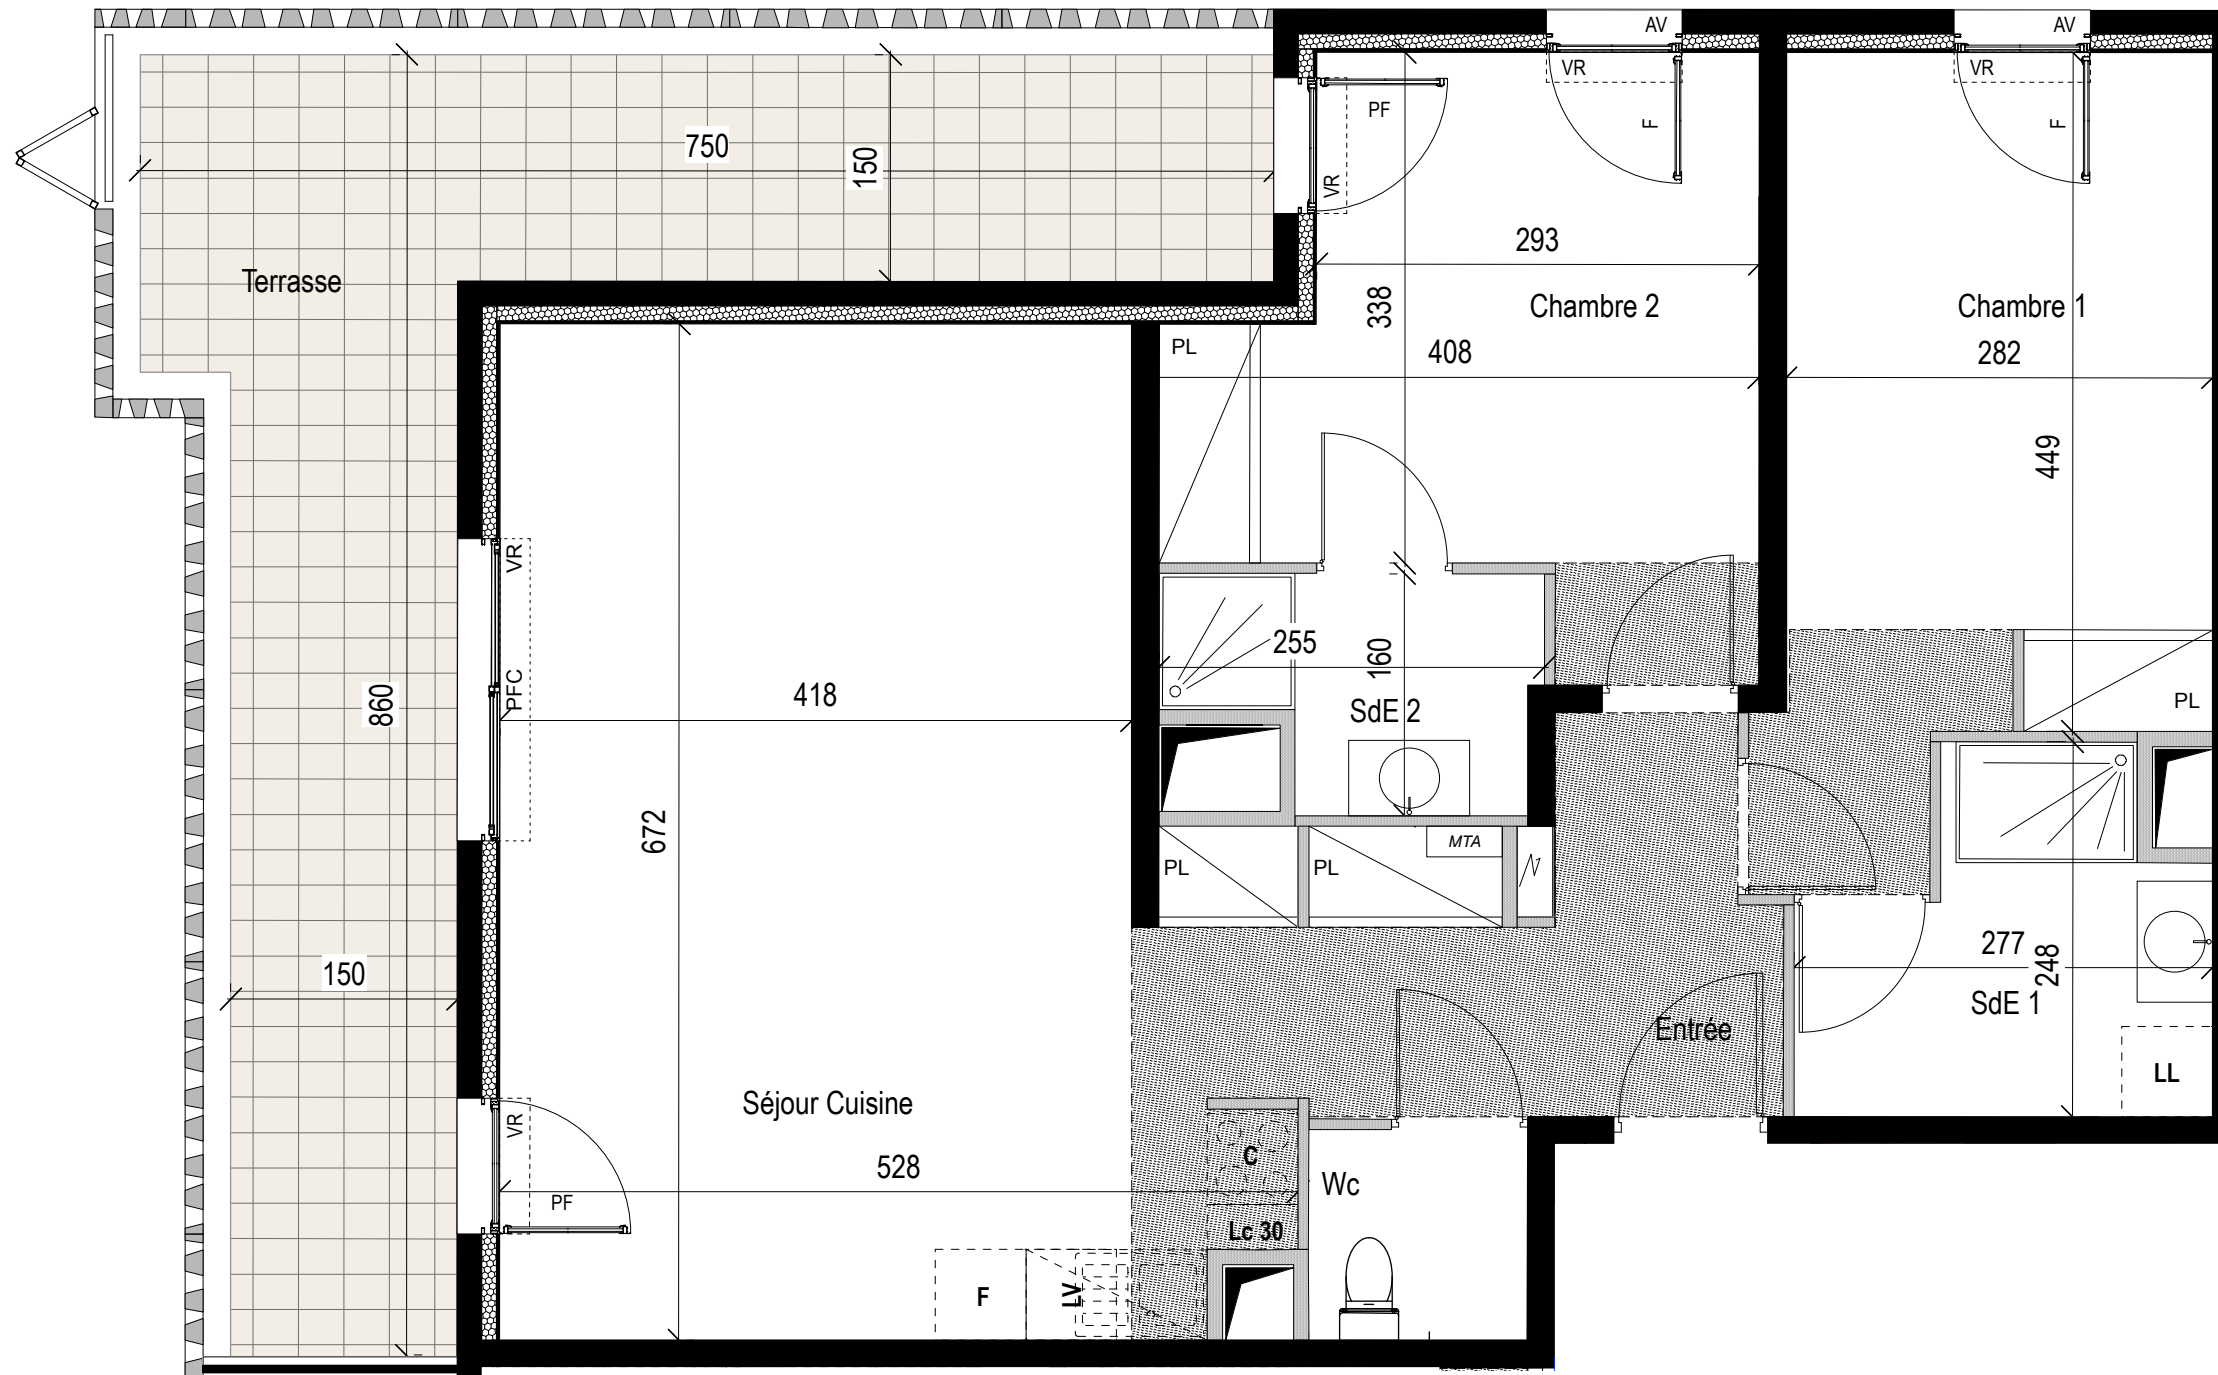 AV
AV
VR
VR
PF
F
F
750
150
VR
293
Terrasse
338
Chambre 2
Chambre 1
PL
408
282
449
VR
255
160
PFC
418
860
SdE 2
PL
672
MTA
PL
PL
277
248
150
SdE 1
Entrée
LL
Séjour Cuisine
VR
C
528
Wc
PF
Lc 30
F
LV